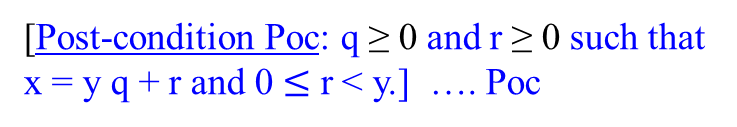 [Post-condition Poc: q ≥ 0 and r ≥ 0 such that
x = y q + r and 0 ≤ r < y.] …. Poc